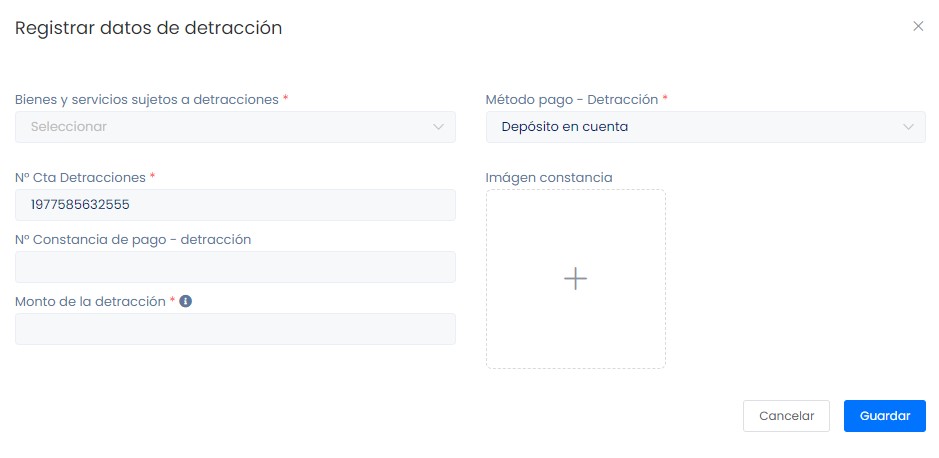 Registrar datos de detracción
Bienes y servicios sujetos a detracciones *
Seleccionar
Método pago - Detracción *
Depósito en cuenta
Nº Cta Detracciones *
1977585632555
Nº Constancia de pago - detracción
Monto de la detracción *
Imágen constancia
Cancelar
Guardar